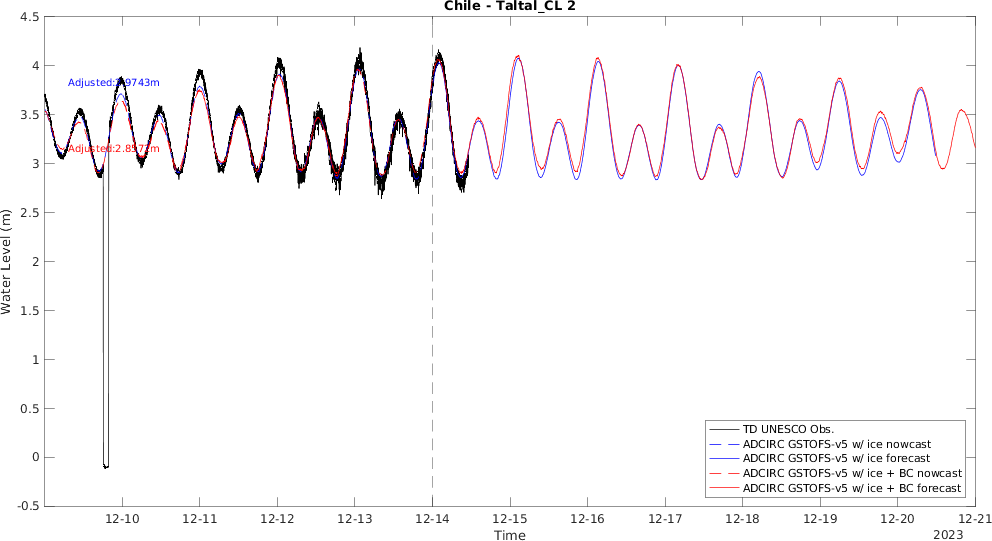 Chile - Taltal_CL 2
4.5
4
3.5
3
2.5
2
1.5
1
0.5
0
-0.5
Water Level (m)
Adjusted:
Adjusted:2.8573m
TD UNESCO Obs.
ADCIRC GSTOFS-v5 w/ ice nowcast
ADCIRC GSTOFS-v5 w/ ice forecast
ADCIRC GSTOFS-v5 w/ ice + BC nowcast
ADCIRC GSTOFS-v5 w/ ice + BC forecast
12-10
12-11
12-12
12-13
12-14
12-15
12-16
12-17
12-18
12-19
12-20
12-21
Time
2023